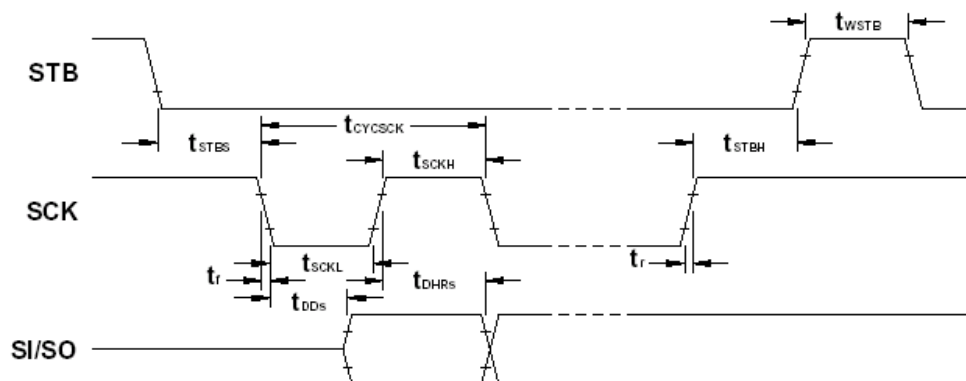 tWSTB
STB
tCYCSCK
tSTBS
tSCKH
tSTBH
SCK
tSCKL
tf
tDHRs
tr
tDDs
SI/SO